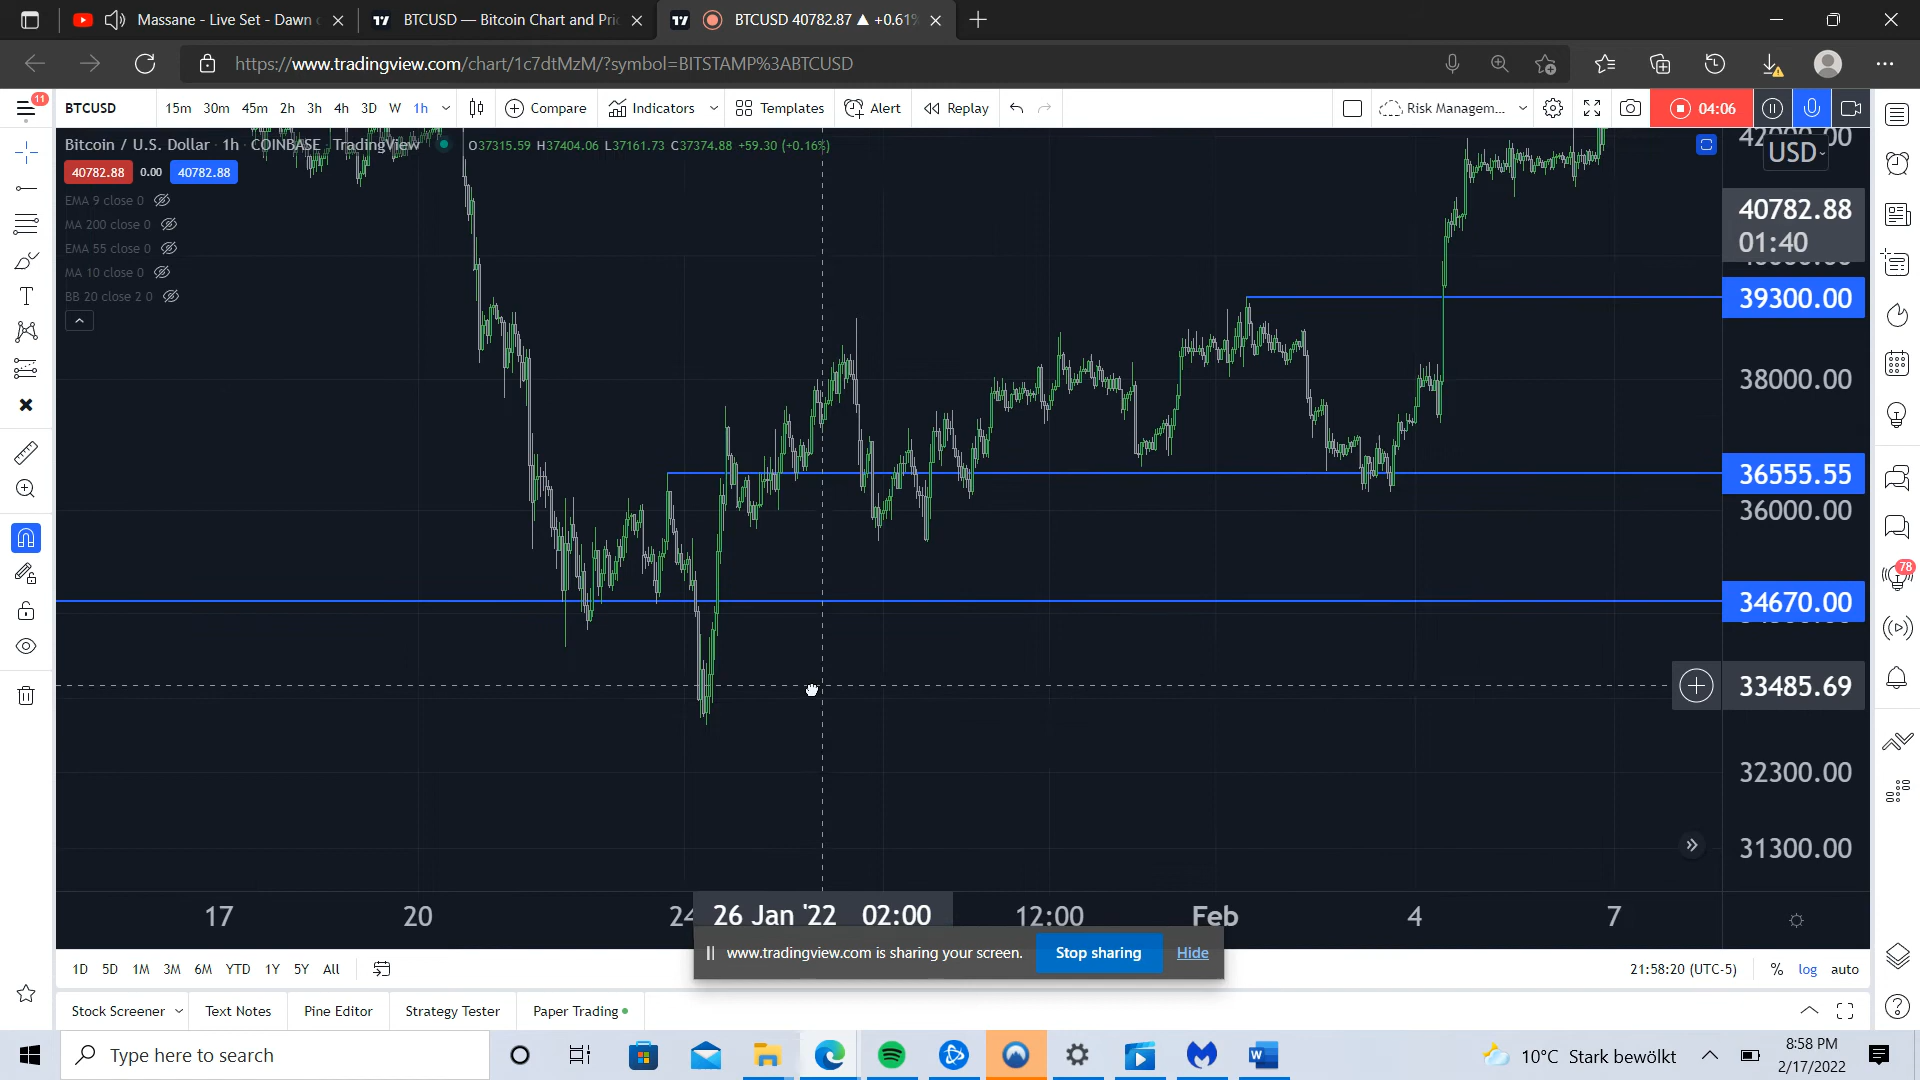 Massane - Live Set - Dawn
BTCUSD — Bitcoin Chart and Pri
BTCUSD 40782.87 ▲ +0.61%
https://www.tradingview.com/chart/1c7dtMzM/?symbol=BITSTAMP%3ABTCUSD
11
BTCUSD
15m 30m 45m 2h 3h 4h 3D W 1h
Compare
Indicators
Templates
Alert
Replay
Risk Managem...
04:06
Bitcoin / U.S. Dollar · 1h · COINBASE · TradingView
O37315.59 H37404.06 L37161.73 C37374.88 +59.30 (+0.16%)
USD
40782.88 0.00 40782.88
EMA 9 close 0
MA 200 close 0
EMA 55 close 0
MA 10 close 0
BB 20 close 2 0
40782.88
01:40
39300.00
38000.00
36555.55
36000.00
34670.00
33485.69
32300.00
31300.00
78
17 20 24 26 Jan '22 02:00 12:00 Feb 4 7
www.tradingview.com is sharing your screen. Stop sharing Hide
1D 5D 1M 3M 6M YTD 1Y 5Y All
21:58:20 (UTC-5) % log auto
Stock Screener Text Notes Pine Editor Strategy Tester Paper Trading
Type here to search
10°C Stark bewölkt
8:58 PM
2/17/2022